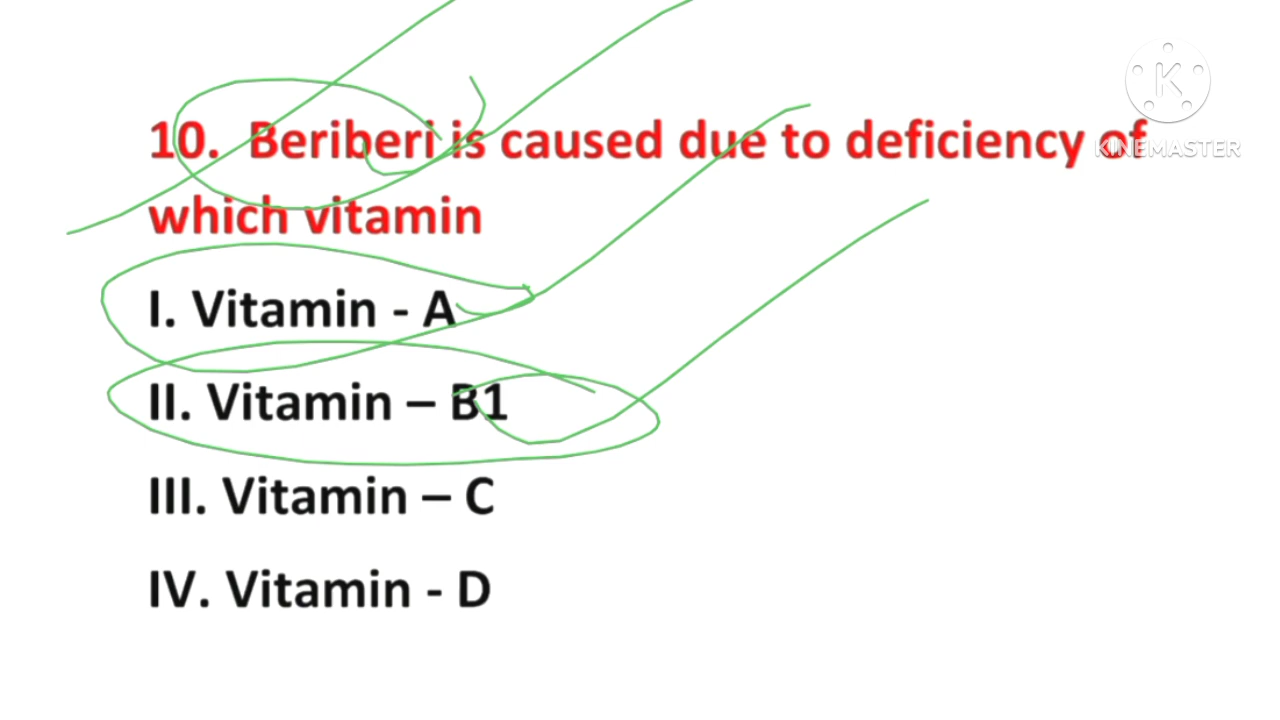 10. Beriberi is caused due to deficiency of
which vitamin
I. Vitamin - A
II. Vitamin – B1
III. Vitamin – C
IV. Vitamin - D
K
KINEMASTER